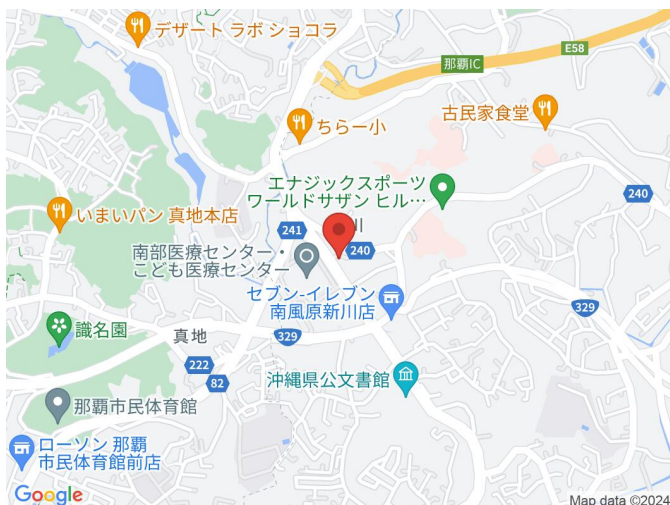 デザート ラボ ショコラ
E58
那覇IC
ちらー小
古民家食堂
エナジックスポーツ
ワールドサザン ヒル…
240
いまいパン 真地本店
241
川
240
南部医療センター・
こども医療センター
セブン-イレブン
南風原新川店
329
識名園
真地
329
222
82
沖縄県公文書館
那覇市民体育館
ローソン 那覇
市民体育館前店
Google
Map data ©2024